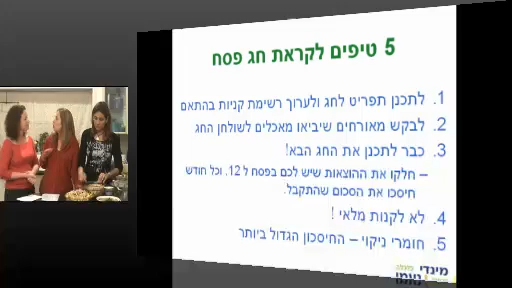 5 טיפים לקראת חג פסח
1. לתכנן תפריט לחג ולערוך רשימת קניות בהתאם
2. לבקש מאורחים שיביאו מאכלים לשולחן החג
3. כבר לתכנן את החג הבא!
– חלקו את ההוצאות שיש לכם בפסח ל 12, וכל חודש
חיסכו את הסכום שהתקבל.
4. לא לקנות מלאי !
5. חומרי ניקוי – החיסכון הגדול ביותר
מינדי